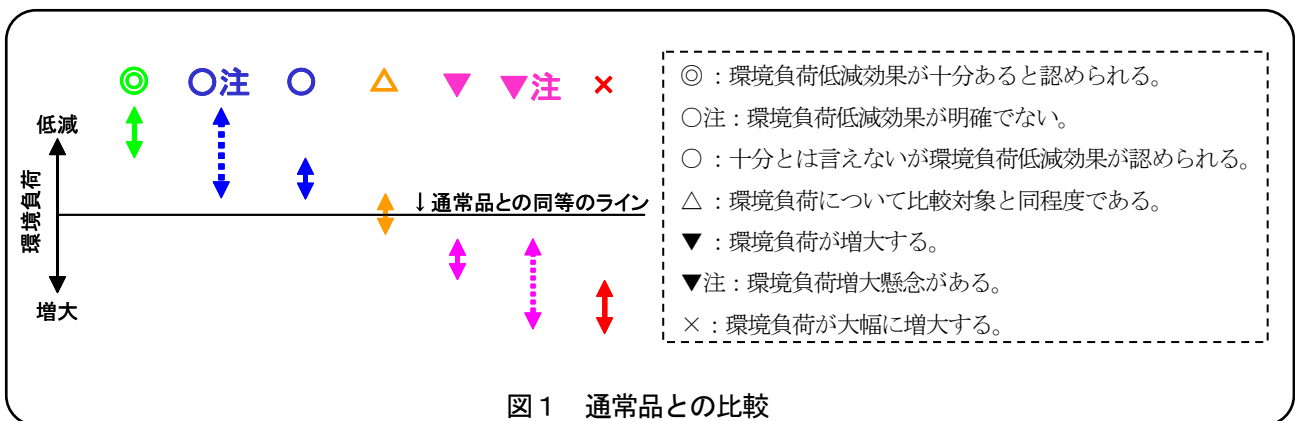 ◎ ○注 ○ △ ▼ ▼注 ×
低減
環境負荷
増大
↓通常品との同等のライン
◎:環境負荷低減効果が十分あると認められる。
○注:環境負荷低減効果が明確でない。
○:十分とは言えないが環境負荷低減効果が認められる。
△:環境負荷について比較対象と同程度である。
▼:環境負荷が増大する。
▼注:環境負荷増大懸念がある。
×:環境負荷が大幅に増大する。
図1 通常品との比較